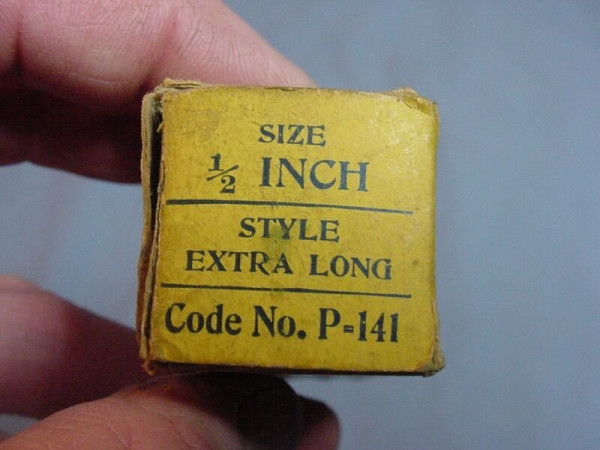 SIZE
½ INCH
STYLE
EXTRA LONG
Code No. P-141